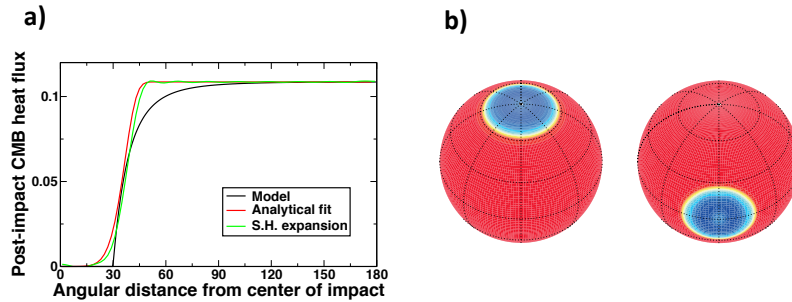 a)
b)
Post-impact CMB heat flux
0.1
0.05
0
Model
Analytical fit
S.H. expansion
0 30 60 90 120 150 180
Angular distance from center of impact